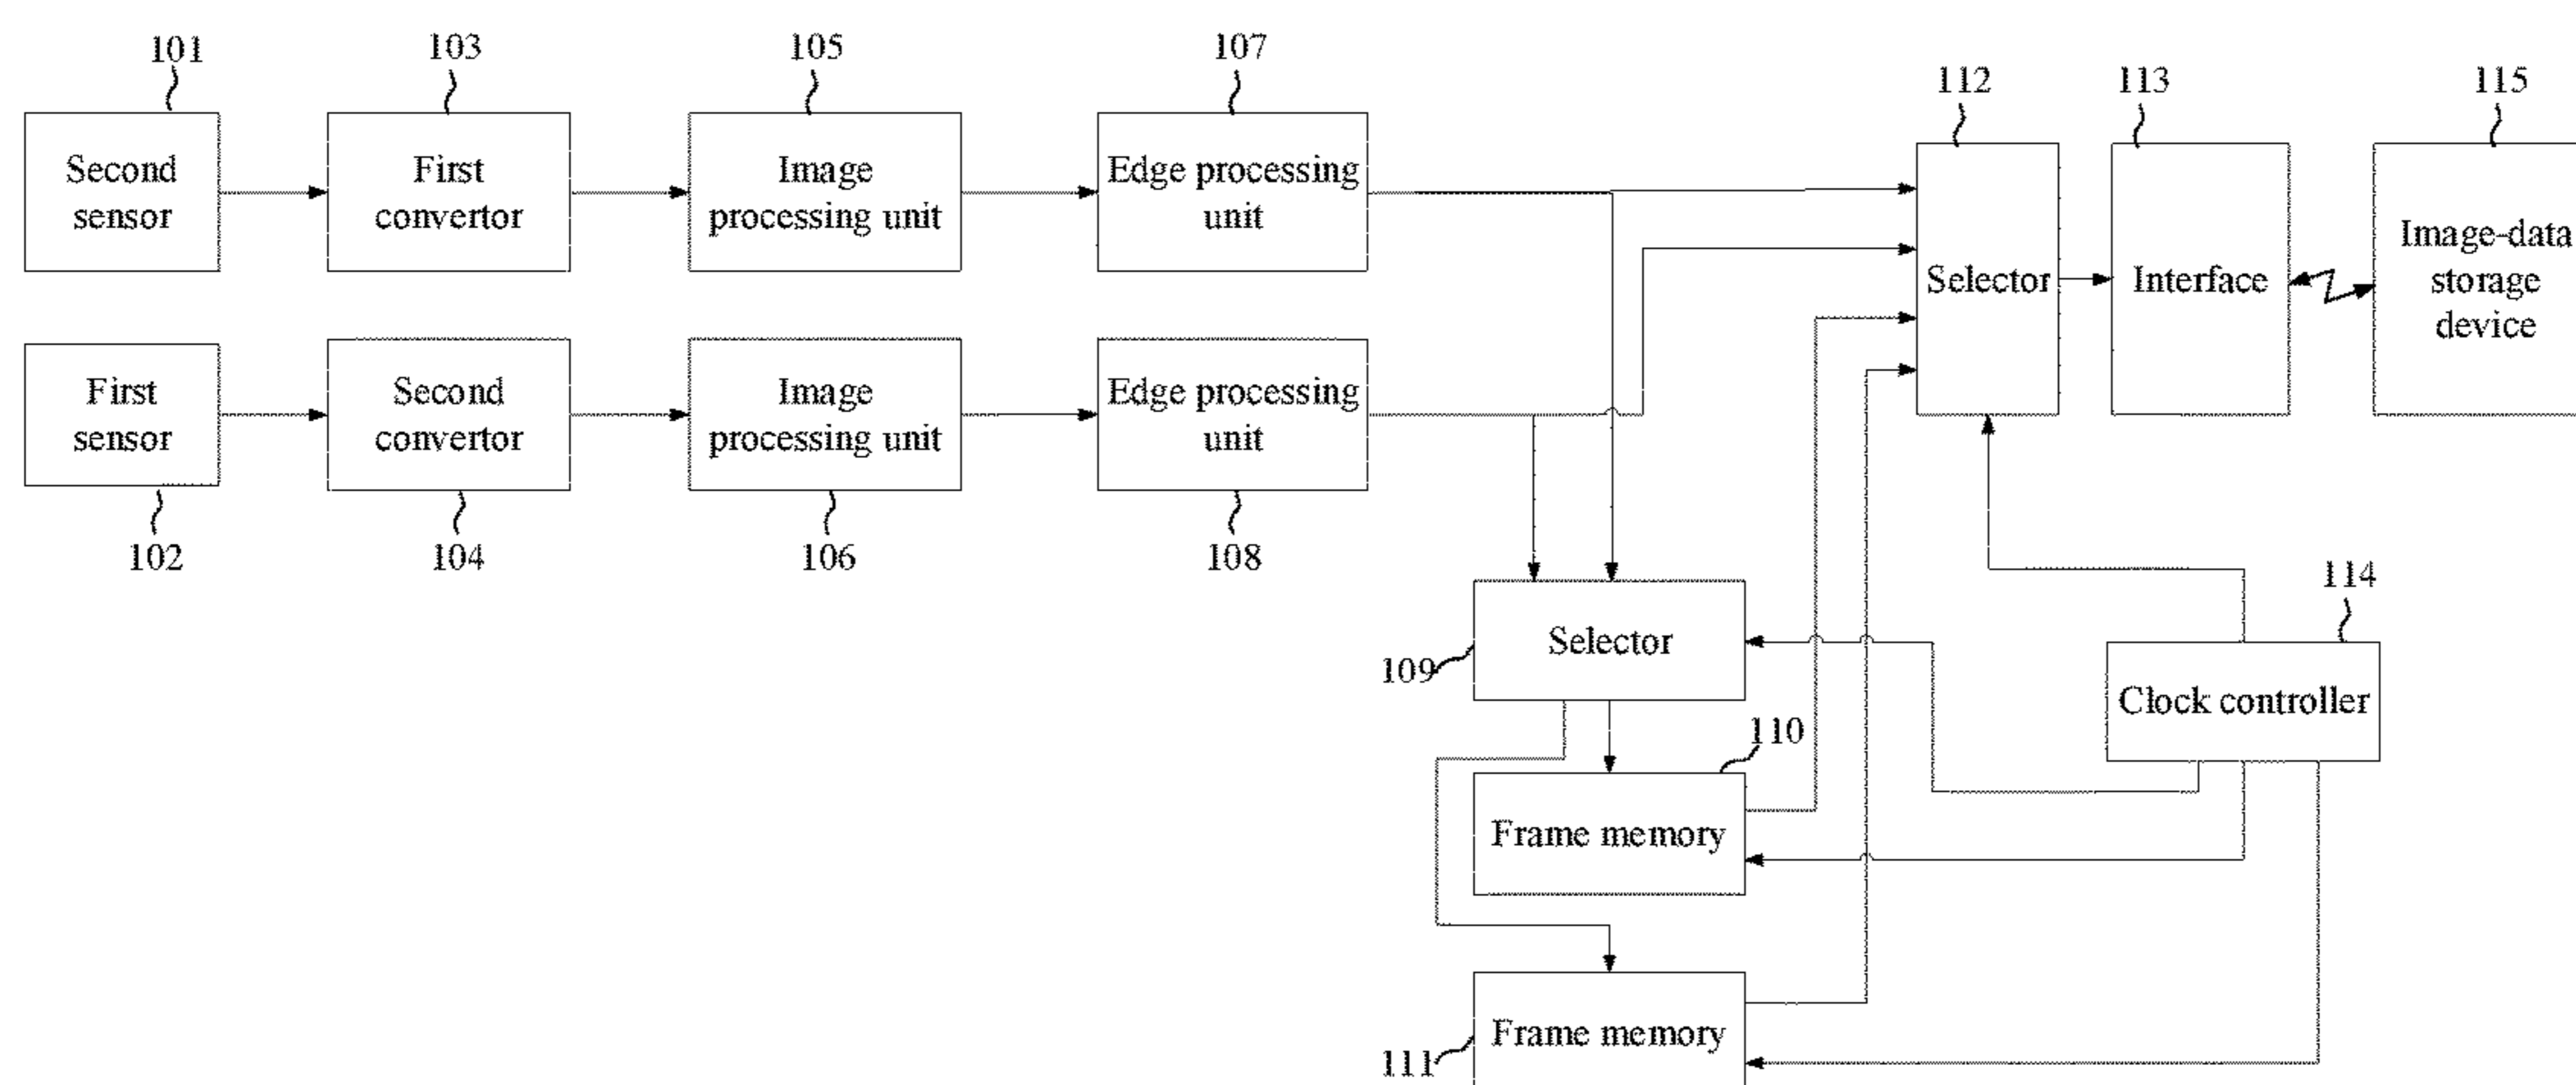 101
103
105
107
112
113
115
Second
sensor
First
convertor
Image
processing unit
Edge processing
unit
Selector
Interface
Image-data
storage
device
First
sensor
Second
convertor
Image
processing unit
Edge processing
unit
102
104
106
108
114
Selector
109
Clock controller
110
Frame memory
Frame memory
111